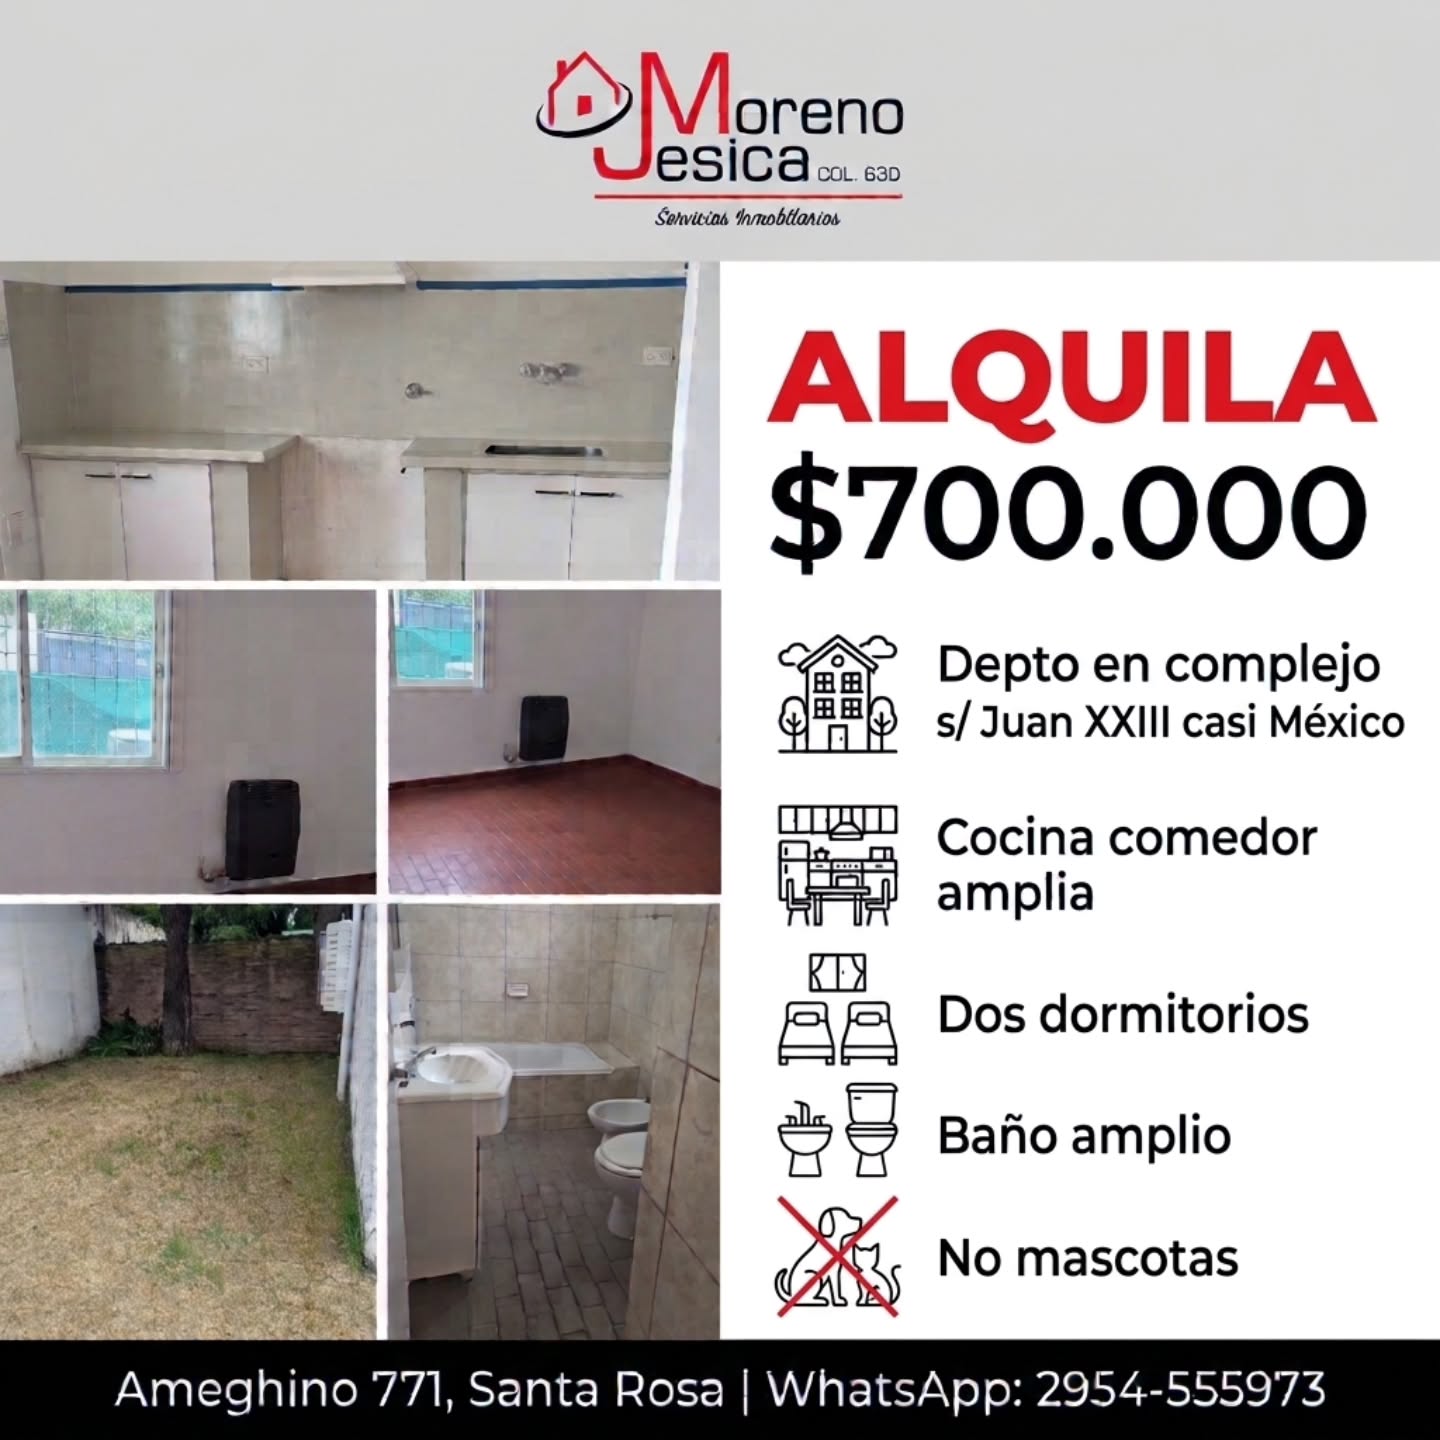 Moreno
Jesica COL. 63D
Servicios Inmobiliarios
ALQUILA
$700.000
Depto en complejo
s/ Juan XXIII casi México
Cocina comedor
amplia
Dos dormitorios
Baño amplio
No mascotas
Ameghino 771, Santa Rosa | WhatsApp: 2954-555973